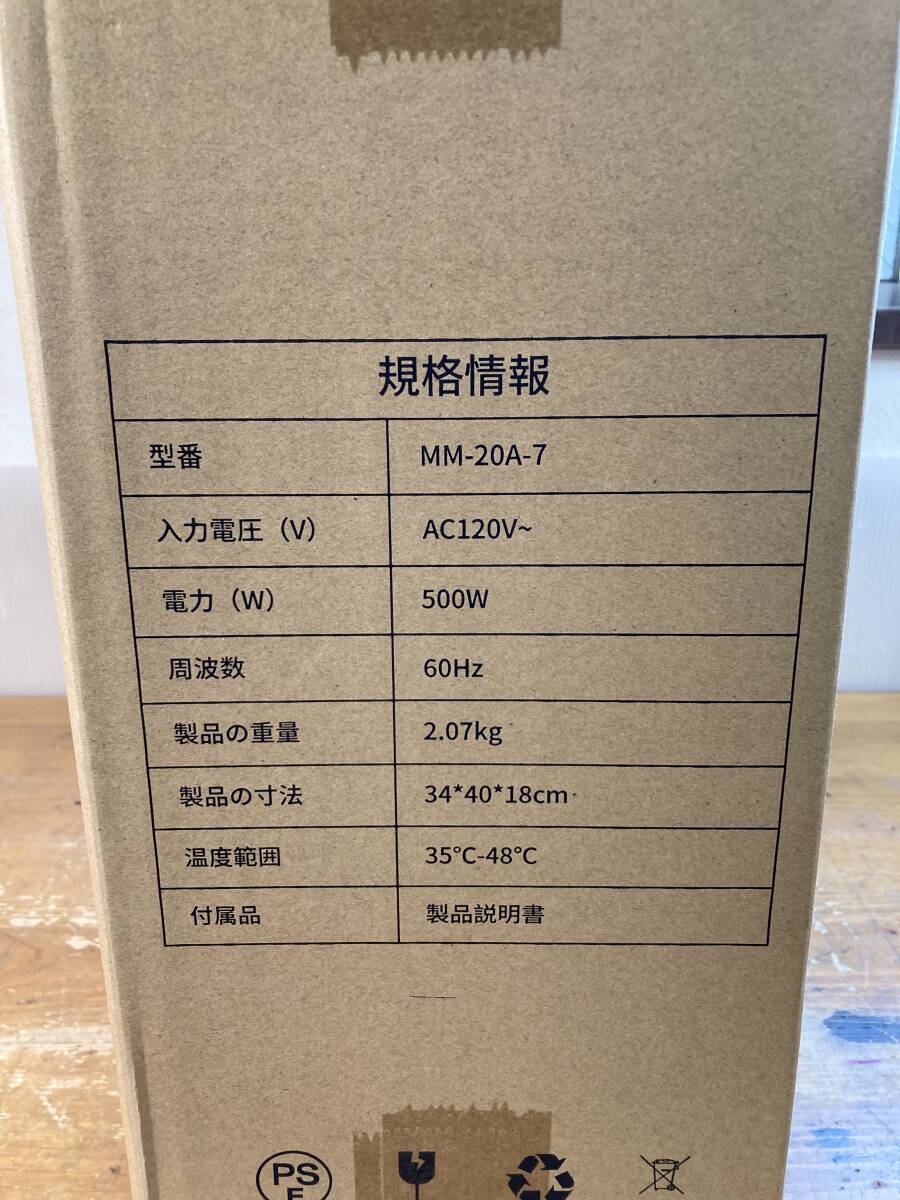 規格情報
型番 MM-20A-7
入力電圧（V） AC120V~
電力（W） 500W
周波数 60Hz
製品の重量 2.07kg
製品の寸法 34*40*18cm
温度範囲 35℃-48℃
付属品 製品説明書
PS
E